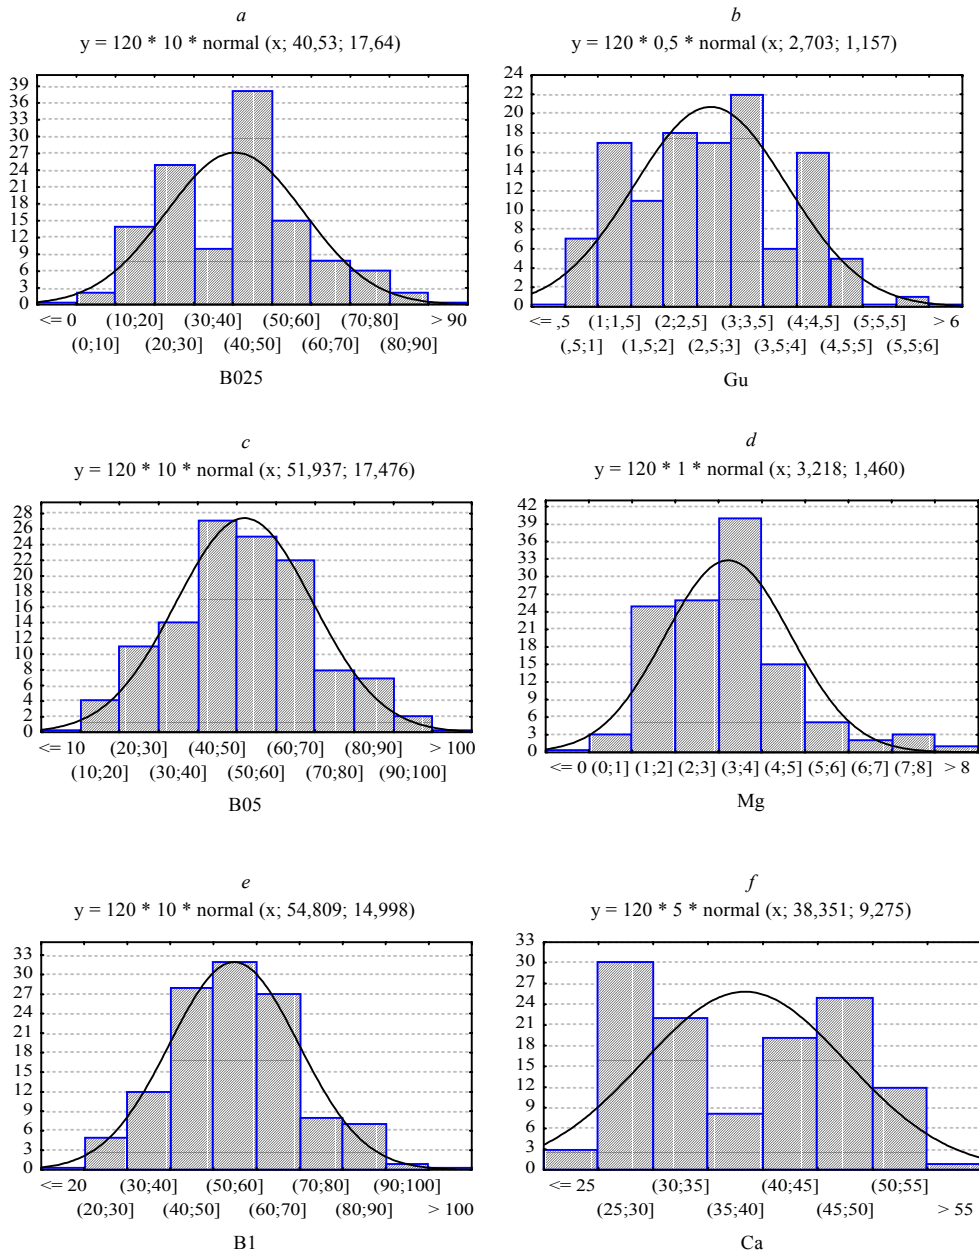 a
y = 120 * 10 * normal (x; 40,53; 17,64)
39
36
33
30
27
24
21
18
15
12
9
6
3
0
<= 0 (10;20] (30;40] (50;60] (70;80] > 90
(0;10] (20;30] (40;50] (60;70] (80;90]
B025
b
y = 120 * 0,5 * normal (x; 2,703; 1,157)
24
22
20
18
16
14
12
10
8
6
4
2
0
<= ,5 (1;1,5] (2;2,5] (3;3,5] (4;4,5] (5;5,5] > 6
(,5;1] (1,5;2] (2,5;3] (3,5;4] (4,5;5] (5,5;6]
Gu
c
y = 120 * 10 * normal (x; 51,937; 17,476)
28
26
24
22
20
18
16
14
12
10
8
6
4
2
0
<= 10 (20;30] (40;50] (60;70] (80;90] > 100
(10;20] (30;40] (50;60] (70;80] (90;100]
B05
d
y = 120 * 1 * normal (x; 3,218; 1,460)
42
39
36
33
30
27
24
21
18
15
12
9
6
3
0
<= 0 (0;1] (1;2] (2;3] (3;4] (4;5] (5;6] (6;7] (7;8] > 8
Mg
e
y = 120 * 10 * normal (x; 54,809; 14,998)
33
30
27
24
21
18
15
12
9
6
3
0
<= 20 (30;40] (50;60] (70;80] (90;100]
(20;30] (40;50] (60;70] (80;90] > 100
B1
f
y = 120 * 5 * normal (x; 38,351; 9,275)
33
30
27
24
21
18
15
12
9
6
3
0
<= 25 (30;35] (40;45] (50;55]
(25;30] (35;40] (45;50] > 55
Ca